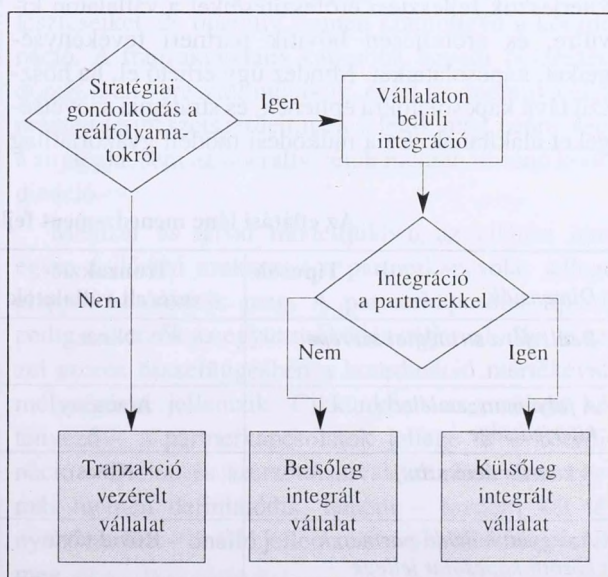 Stratégiai
gondolkodás a
reálfolyama-
tokról
Igen
Vállalaton
belüli
integráció
Nem
Integráció
a partnerekkel
Nem
Igen
Tranzakció
vezérelt
vállalat
Belsőleg
integrált
vállalat
Külsőleg
integrált
vállalat